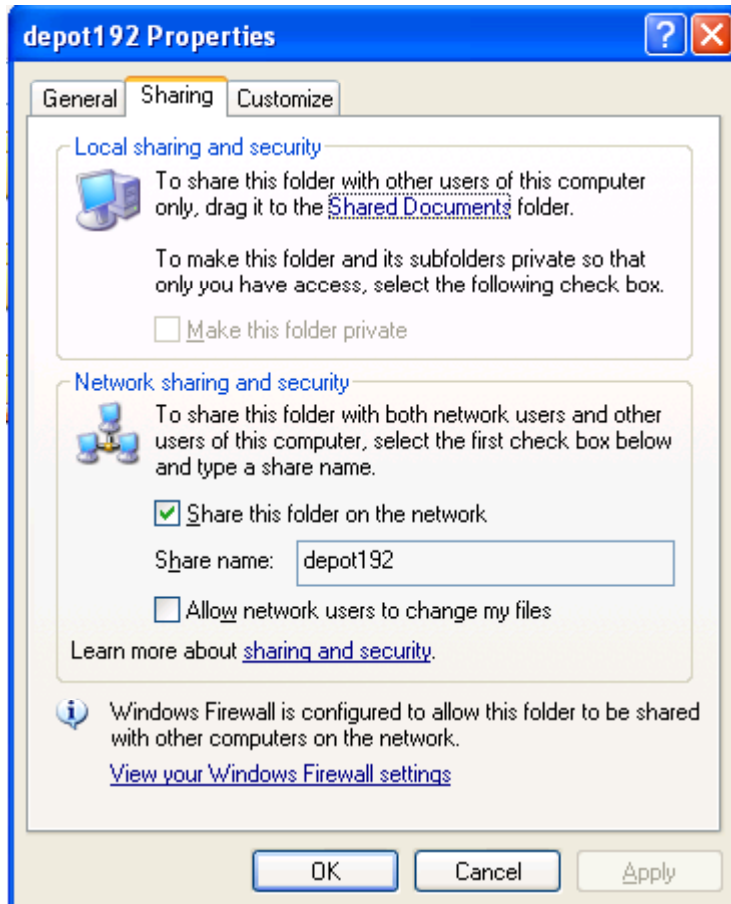 depot192 Properties
General Sharing Customize
Local sharing and security
To share this folder with other users of this computer
only, drag it to the Shared Documents folder.
To make this folder and its subfolders private so that
only you have access, select the following check box.
Make this folder private
Network sharing and security
To share this folder with both network users and other
users of this computer, select the first check box below
and type a share name.
Share this folder on the network
Share name: depot192
Allow network users to change my files
Learn more about sharing and security.
Windows Firewall is configured to allow this folder to be shared
with other computers on the network.
View your Windows Firewall settings
OK Cancel Apply